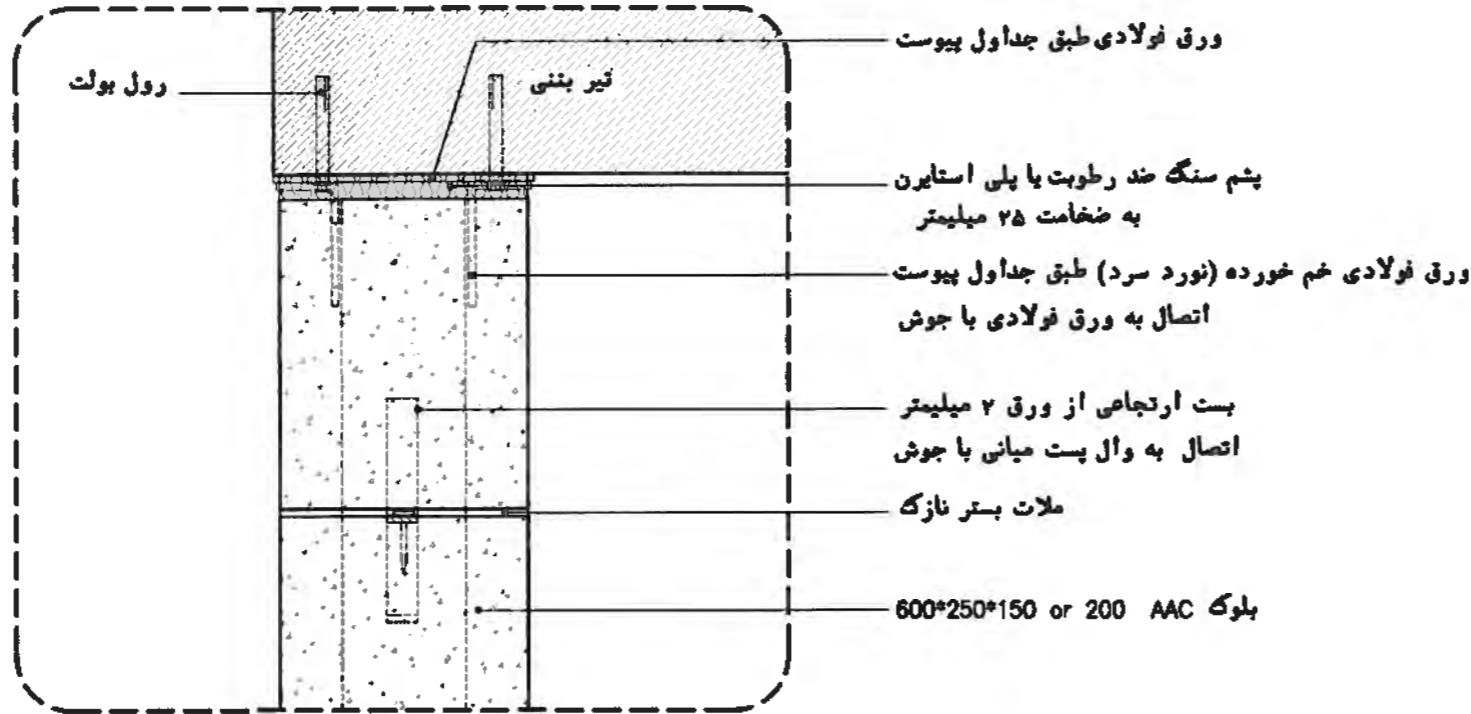 ورق فولادی طبق جداول پیوست
تیر بتنی
رول بولت
پشم سنگ ضد رطوبت یا پلی استایرن
به ضخامت ۲۵ میلیمتر
ورق فولادی خم خورده (نورد سرد) طبق جداول پیوست
اتصال به ورق فولادی با جوش
بست ارتجاعی از ورق ۲ میلیمتر
اتصال به وال پست میانی با جوش
ملات بستر نازک
بلوک AAC 600*250*150 or 200